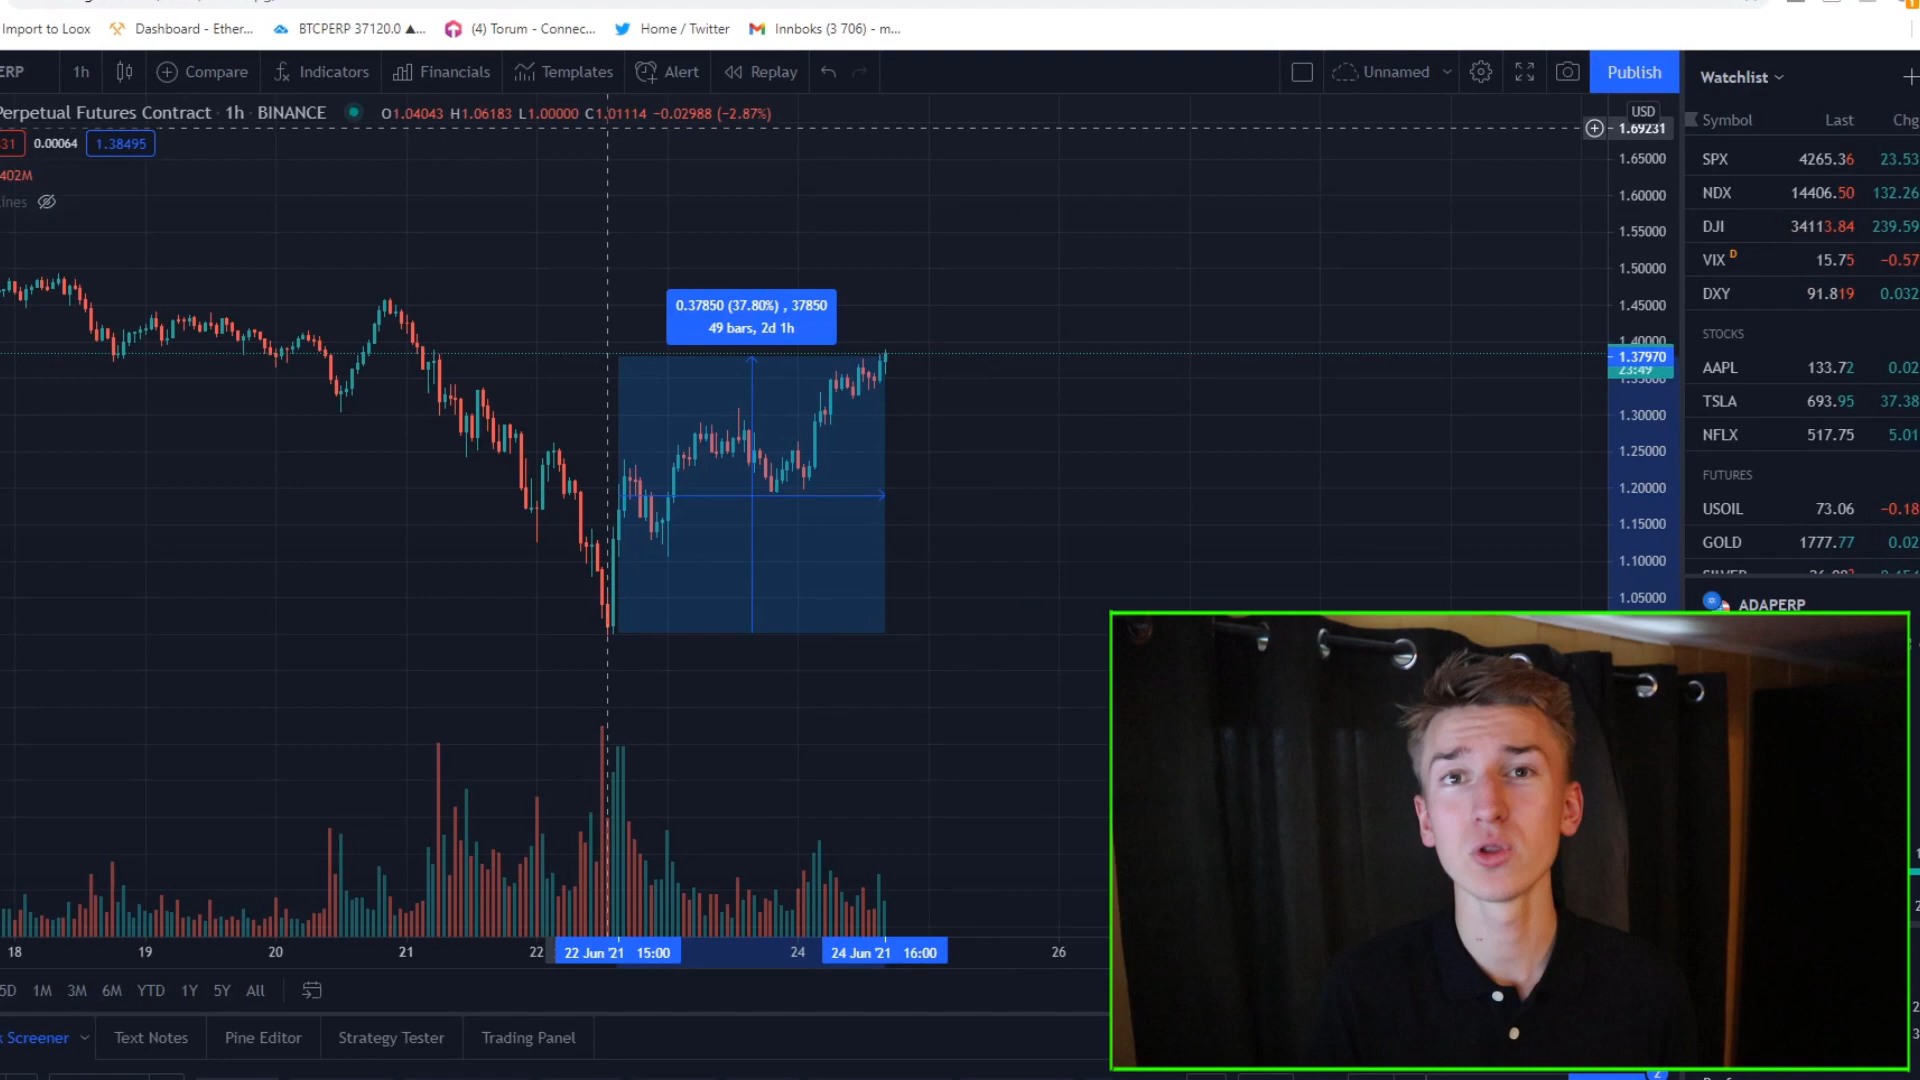 Import to Loox
Dashboard - Ether...
BTCPERP 37120.0 ▲...
(4) Torum - Connec...
Home / Twitter
Innboks (3 706) - m...
ERP
1h
Compare
Indicators
Financials
Templates
Alert
Replay
Unnamed
Publish
Watchlist
Perpetual Futures Contract · 1h · BINANCE
O1.04043 H1.06183 L1.00000 C1.01114 −0.02988 (−2.87%)
31
0.00064
1.38495
402M
ines
USD
1.69231
1.65000
1.60000
1.55000
1.50000
1.45000
1.40000
1.37970
23:49
1.35000
1.30000
1.25000
1.20000
1.15000
1.10000
1.05000
0.37850 (37.80%) , 37850
49 bars, 2d 1h
Symbol Last Chg
SPX 4265.36 23.53
NDX 14406.50 132.26
DJI 34113.84 239.59
VIX D 15.75 −0.57
DXY 91.819 0.032
STOCKS
AAPL 133.72 0.02
TSLA 693.95 37.38
NFLX 517.75 5.01
FUTURES
USOIL 73.06 −0.18
GOLD 1777.77 0.02
ADAPERP
18 19 20 21 22 22 Jun '21 15:00 24 24 Jun '21 16:00 26
5D 1M 3M 6M YTD 1Y 5Y All
k Screener
Text Notes
Pine Editor
Strategy Tester
Trading Panel